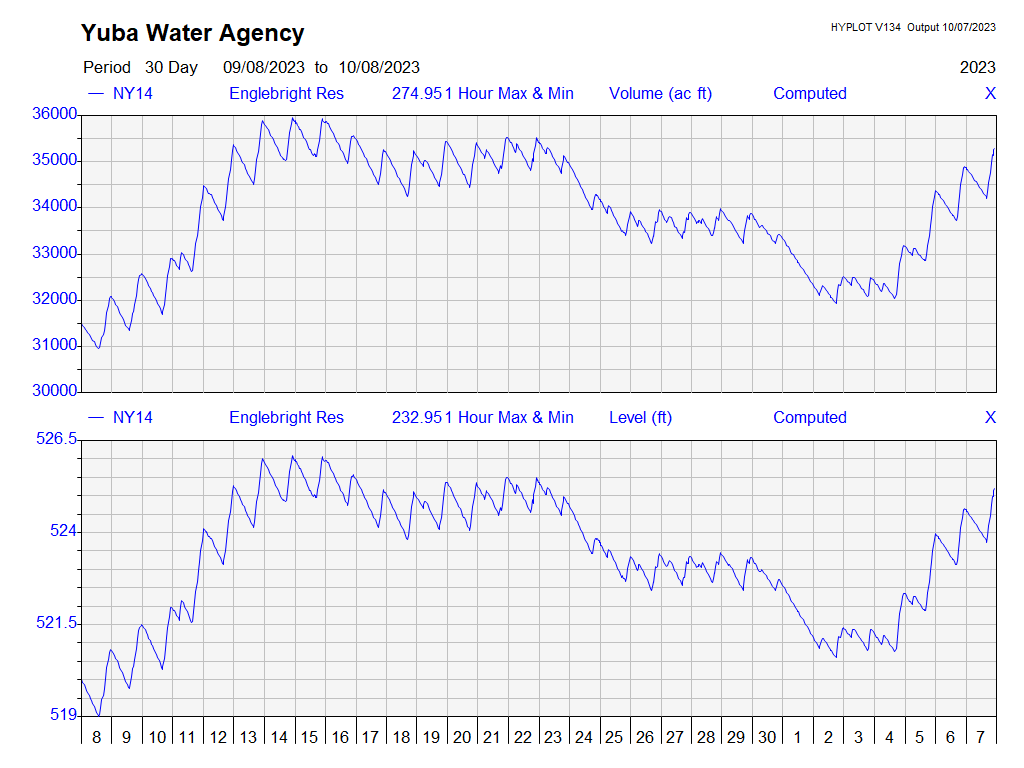 Yuba Water Agency
HYPLOT V134 Output 10/07/2023
Period 30 Day 09/08/2023 to 10/08/2023 2023
NY14 Englebright Res 274.951 Hour Max & Min Volume (ac ft) Computed X
36000
35000
34000
33000
32000
31000
30000
NY14 Englebright Res 232.951 Hour Max & Min Level (ft) Computed X
526.5
524
521.5
519
8 9 10 11 12 13 14 15 16 17 18 19 20 21 22 23 24 25 26 27 28 29 30 1 2 3 4 5 6 7